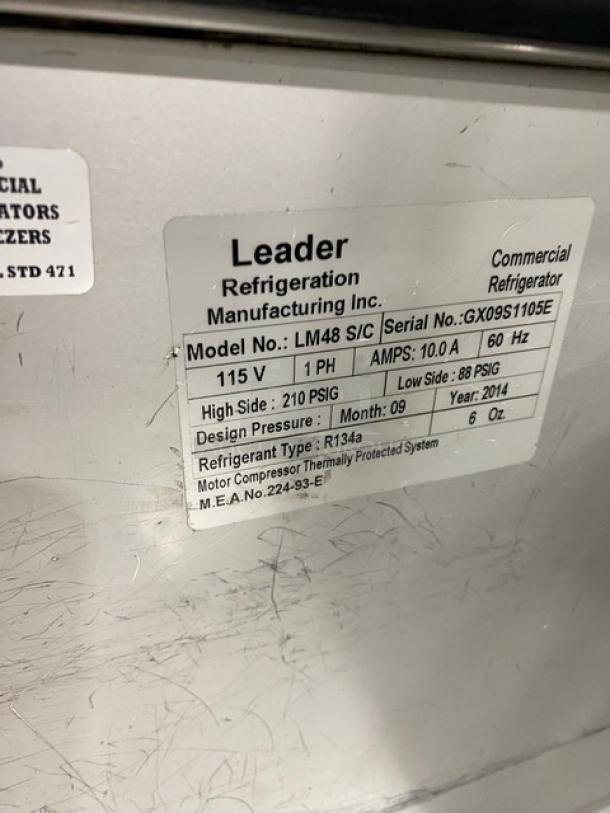 CIAL
ATORS
EZERS
STD 471
Leader
Refrigeration
Manufacturing Inc.
Commercial
Refrigerator
Model No.: LM48 S/C Serial No.:GX09S1105E
115 V 1 PH AMPS: 10.0 A 60 Hz
High Side : 210 PSIG Low Side : 88 PSIG
Design Pressure : Month: 09 Year: 2014
Refrigerant Type : R134a 6 Oz.
Motor Compressor Thermally Protected System
M.E.A.No.224-93-E